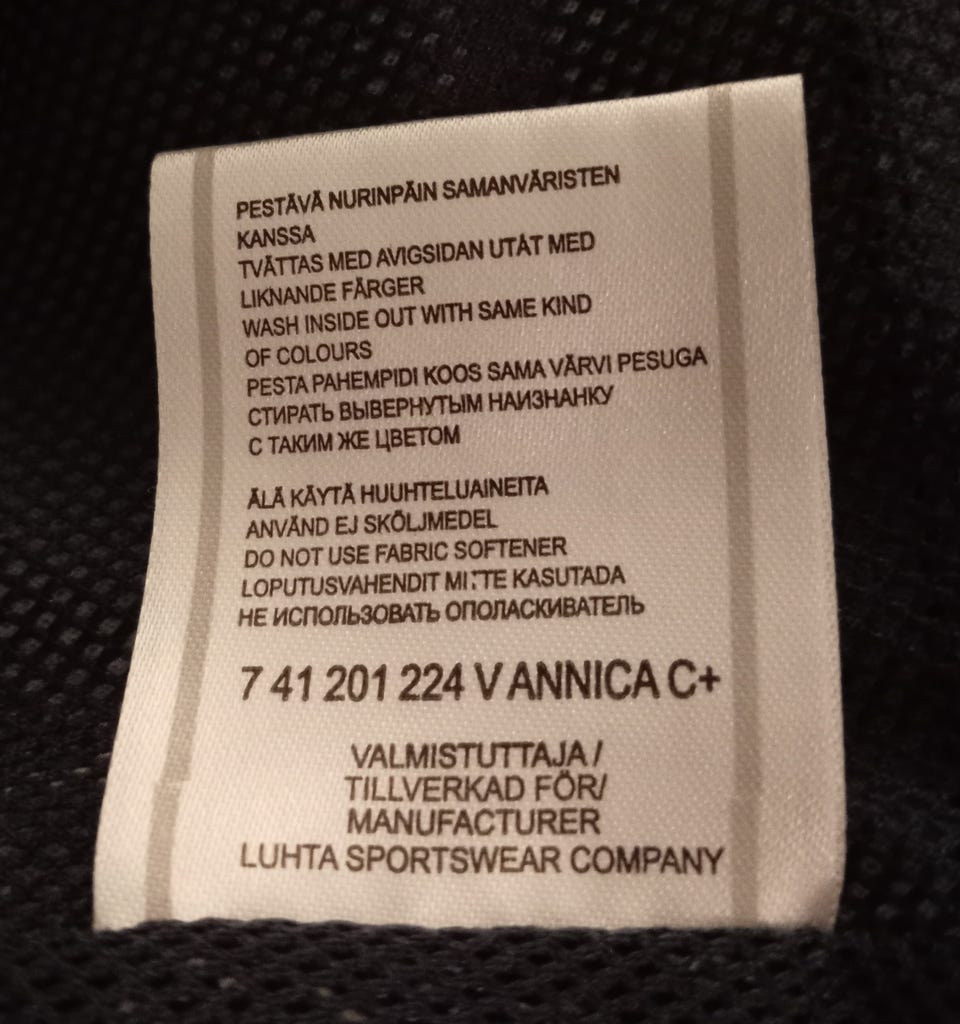 PESTÄVÄ NURINPÄIN SAMANVÄRISTEN
KANSSA
TVÄTTAS MED AVIGSIDAN UTÅT MED
LIKNANDE FÄRGER
WASH INSIDE OUT WITH SAME KIND
OF COLOURS
PESTA PAHEMPIDI KOOS SAMA VÄRVI PESUGA
СТИРАТЬ ВЫВЕРНУТЫМ НАИЗНАНКУ
С ТАКИМ ЖЕ ЦВЕТОМ
ÄLÄ KÄYTÄ HUUHTELUAINEITA
ANVÄND EJ SKÖLJMEDEL
DO NOT USE FABRIC SOFTENER
LOPUTUSVAHENDIT MITTE KASUTADA
НЕ ИСПОЛЬЗОВАТЬ ОПОЛАСКИВАТЕЛЬ
7 41 201 224 V ANNICA C+
VALMISTUTTAJA /
TILLVERKAD FÖR/
MANUFACTURER
LUHTA SPORTSWEAR COMPANY